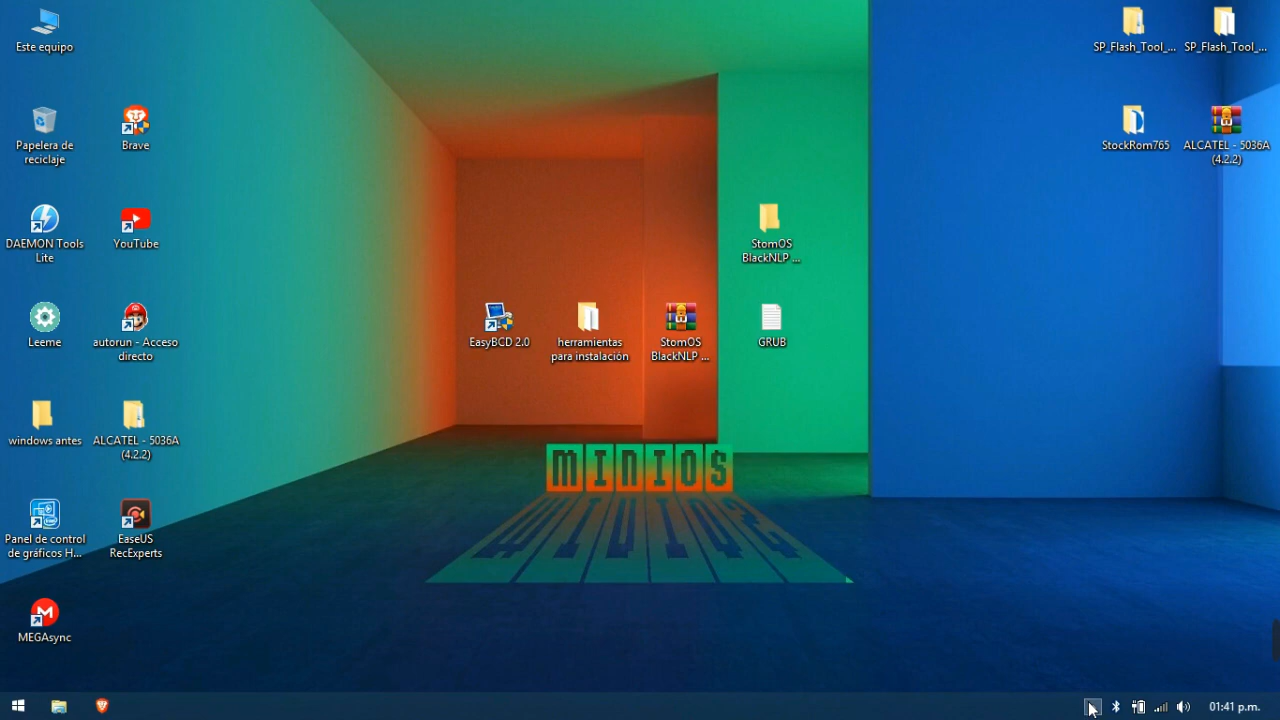 Este equipo
SP_Flash_Tool_...
SP_Flash_Tool_...
Papelera de
reciclaje
Brave
StockRom765
ALCATEL - 5036A
(4.2.2)
DAEMON Tools
Lite
YouTube
StomOS
BlackNLP ...
Leeme
autorun - Acceso
directo
EasyBCD 2.0
herramientas
para instalación
StomOS
BlackNLP ...
GRUB
windows antes
ALCATEL - 5036A
(4.2.2)
MINIOS
Panel de control
de gráficos H...
EaseUS
RecExperts
MEGAsync
01:41 p.m.